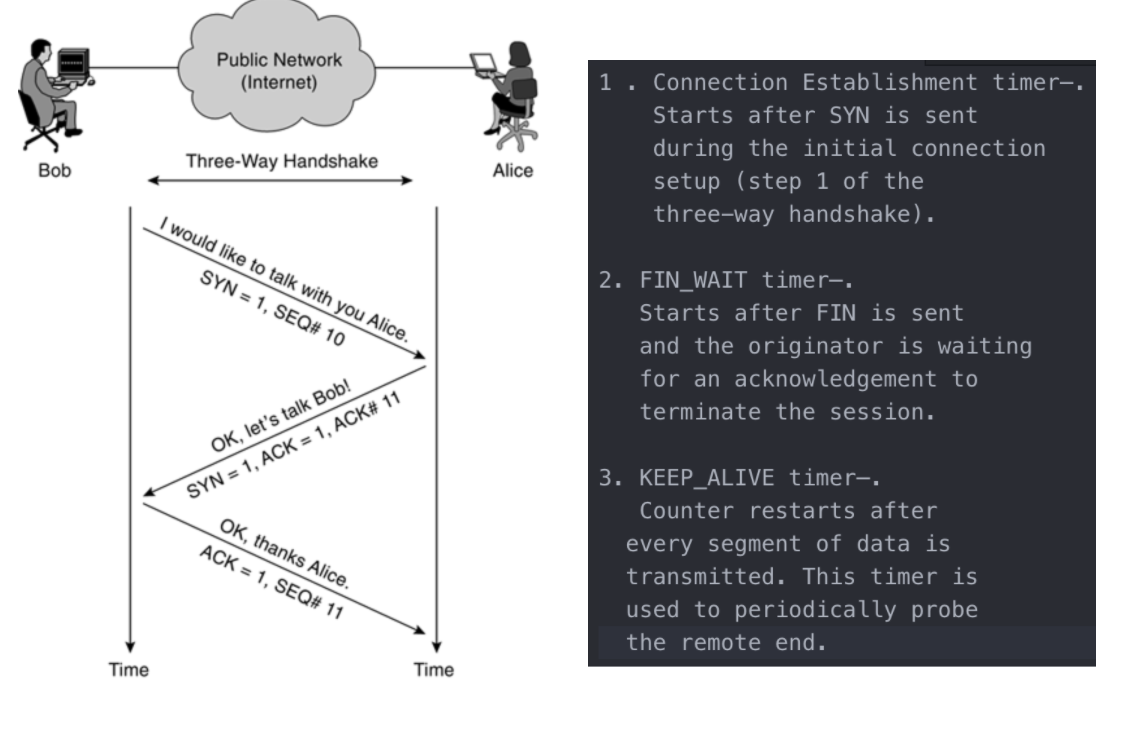 Public Network
(Internet)
Bob
Three-Way Handshake
Alice
I would like to talk with you Alice.
SYN = 1, SEQ# 10
OK, let's talk Bob!
SYN = 1, ACK = 1, ACK# 11
OK, thanks Alice.
ACK = 1, SEQ# 11
Time
Time
1 . Connection Establishment timer—.
Starts after SYN is sent
during the initial connection
setup (step 1 of the
three-way handshake).
2. FIN_WAIT timer—.
Starts after FIN is sent
and the originator is waiting
for an acknowledgement to
terminate the session.
3. KEEP_ALIVE timer—.
Counter restarts after
every segment of data is
transmitted. This timer is
used to periodically probe
the remote end.